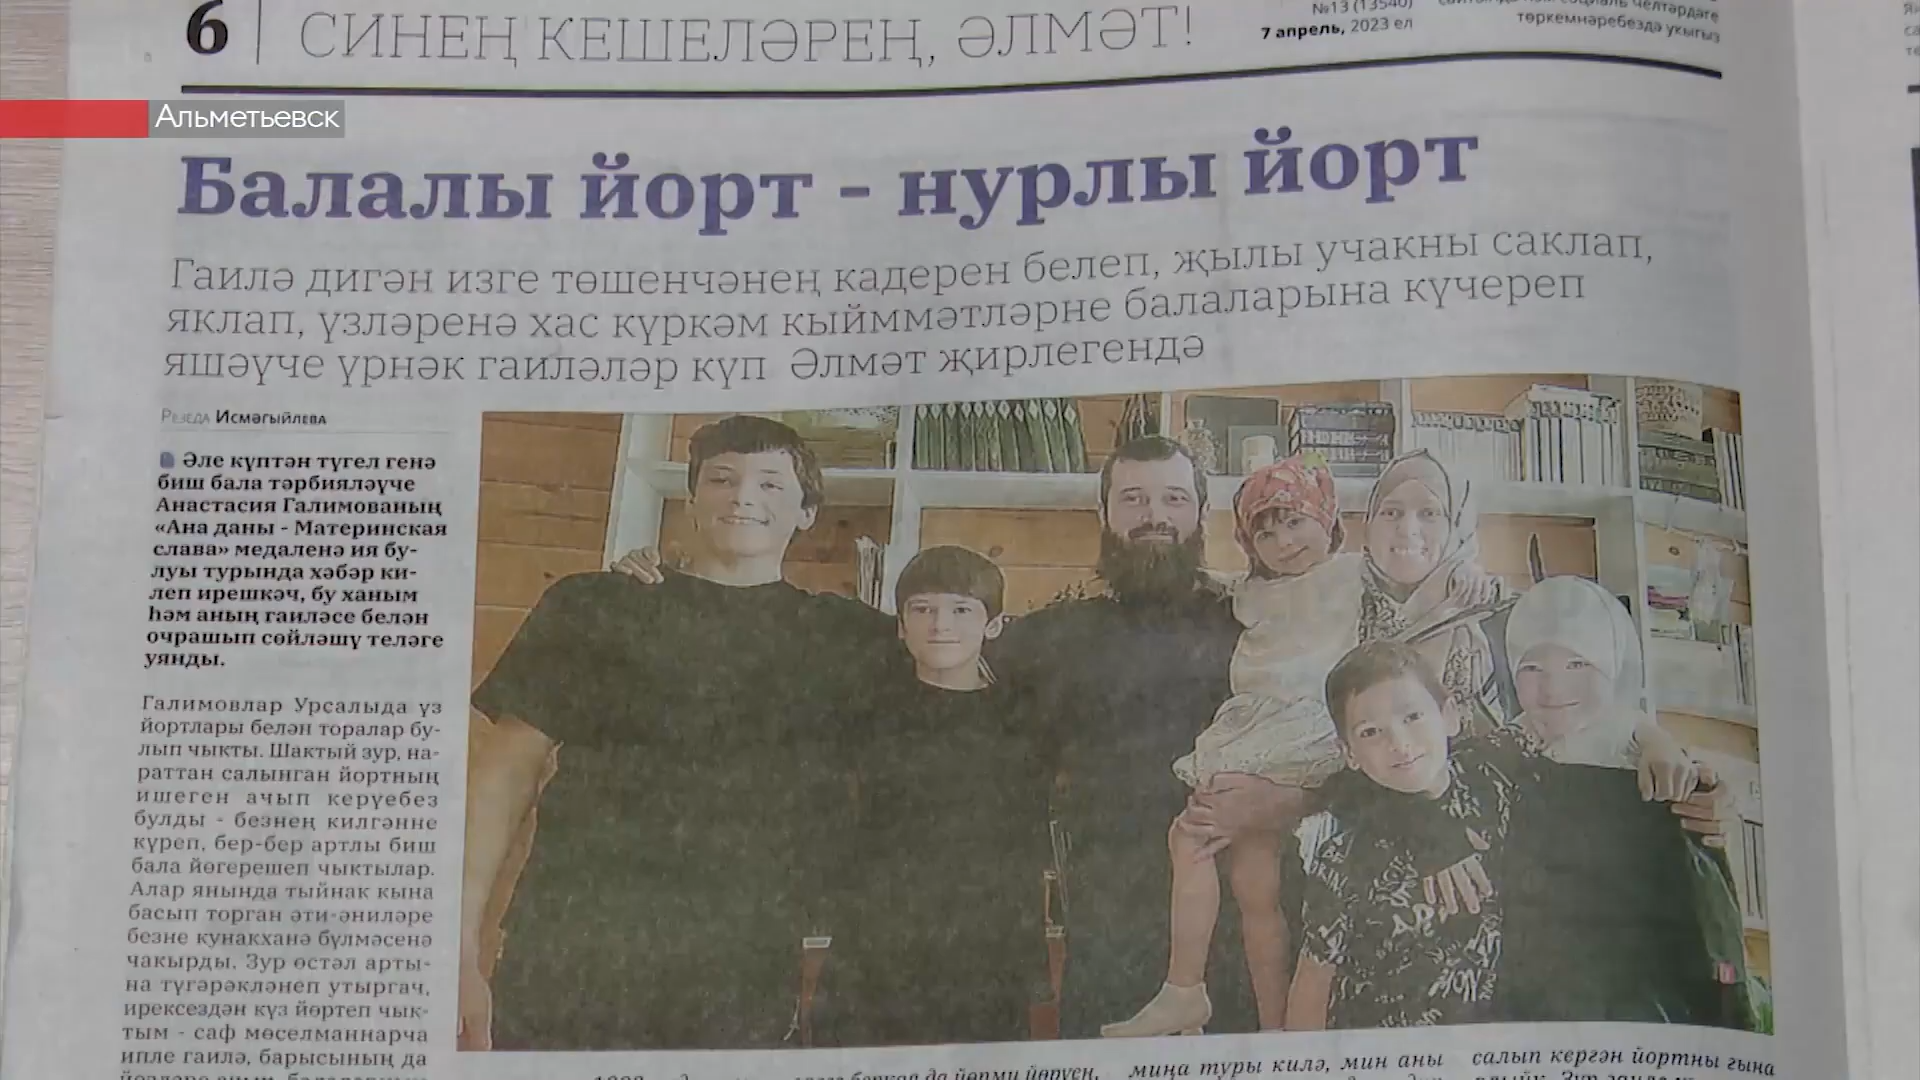 6 | СИНЕҢ КЕШЕЛӘРЕҢ, ӘЛМӘТ!
№13 (13540)
7 апрель, 2023 ел
төркемнәребездә укыгыз
Альметьевск
Балалы йорт - нурлы йорт
Гаилә дигән изге төшенчәнең кадерен белеп, җылы учакны саклап,
яклап, үзләренә хас күркәм кыйммәтләрне балаларына күчереп
яшәүче үрнәк гаиләләр күп Әлмәт җирлегендә
Резеда Исмәгыйлева
Әле күптән түгел генә
биш бала тәрбияләүче
Анастасия Галимованың
«Ана даны - Материнская
слава» медаленә ия бу-
луы турында хәбәр ки-
леп ирешкәч, бу ханым
һәм аның гаиләсе белән
очрашып сөйләшү теләге
уянды.
Галимовлар Урсалыда үз
йортлары белән торалар бу-
лып чыкты. Шактый зур, на-
раттан салынган йортның
ишеген ачып керүебез
булды - безнең килгәнне
күреп, бер-бер артлы биш
бала йөгерешеп чыктылар.
Алар янында тыйнак кына
басып торган әти-әниләре
безне кунакханә бүлмәсенә
чакырды. Зур өстәл арты-
на түгәрәкләнеп утыргач,
ирексездән күз йөртеп чык-
тым - саф мөселманнарча
ипле гаилә, барысының да
миңа туры килә, мин аны
салып кергән йортны гына